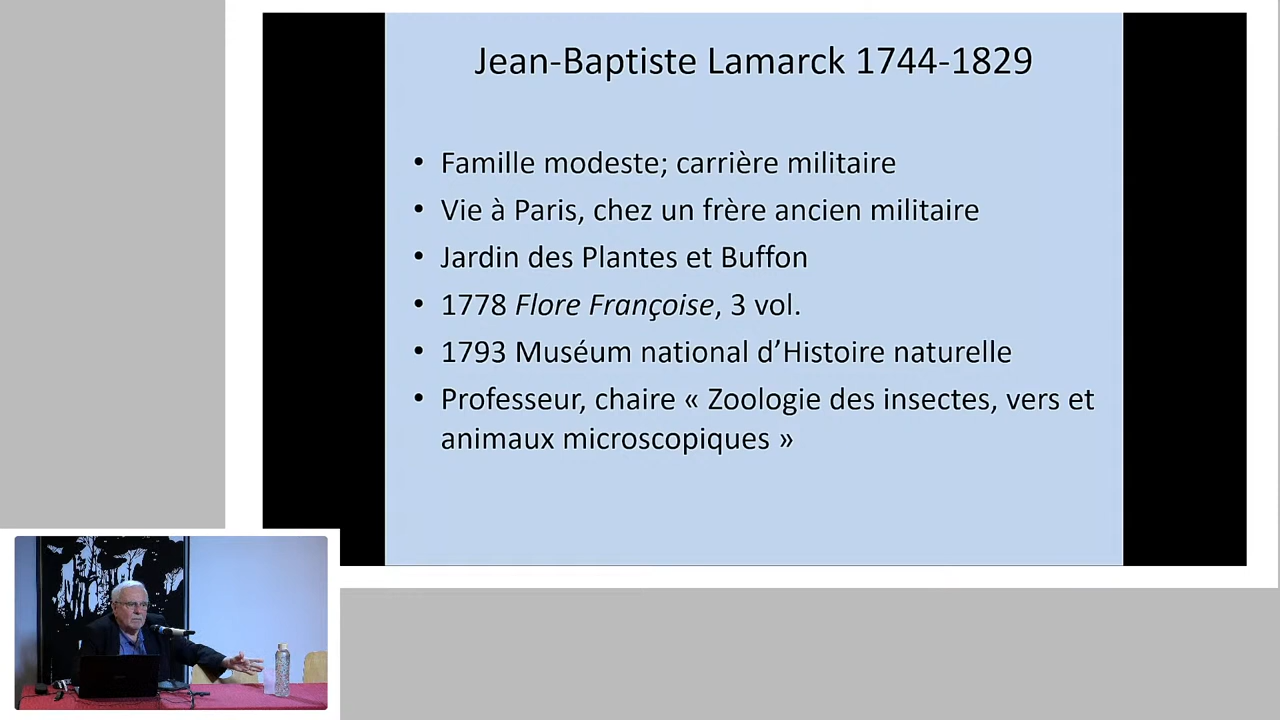 Jean-Baptiste Lamarck 1744-1829
• Famille modeste; carrière militaire
• Vie à Paris, chez un frère ancien militaire
• Jardin des Plantes et Buffon
• 1778 Flore Françoise, 3 vol.
• 1793 Muséum national d’Histoire naturelle
• Professeur, chaire « Zoologie des insectes, vers et
animaux microscopiques »